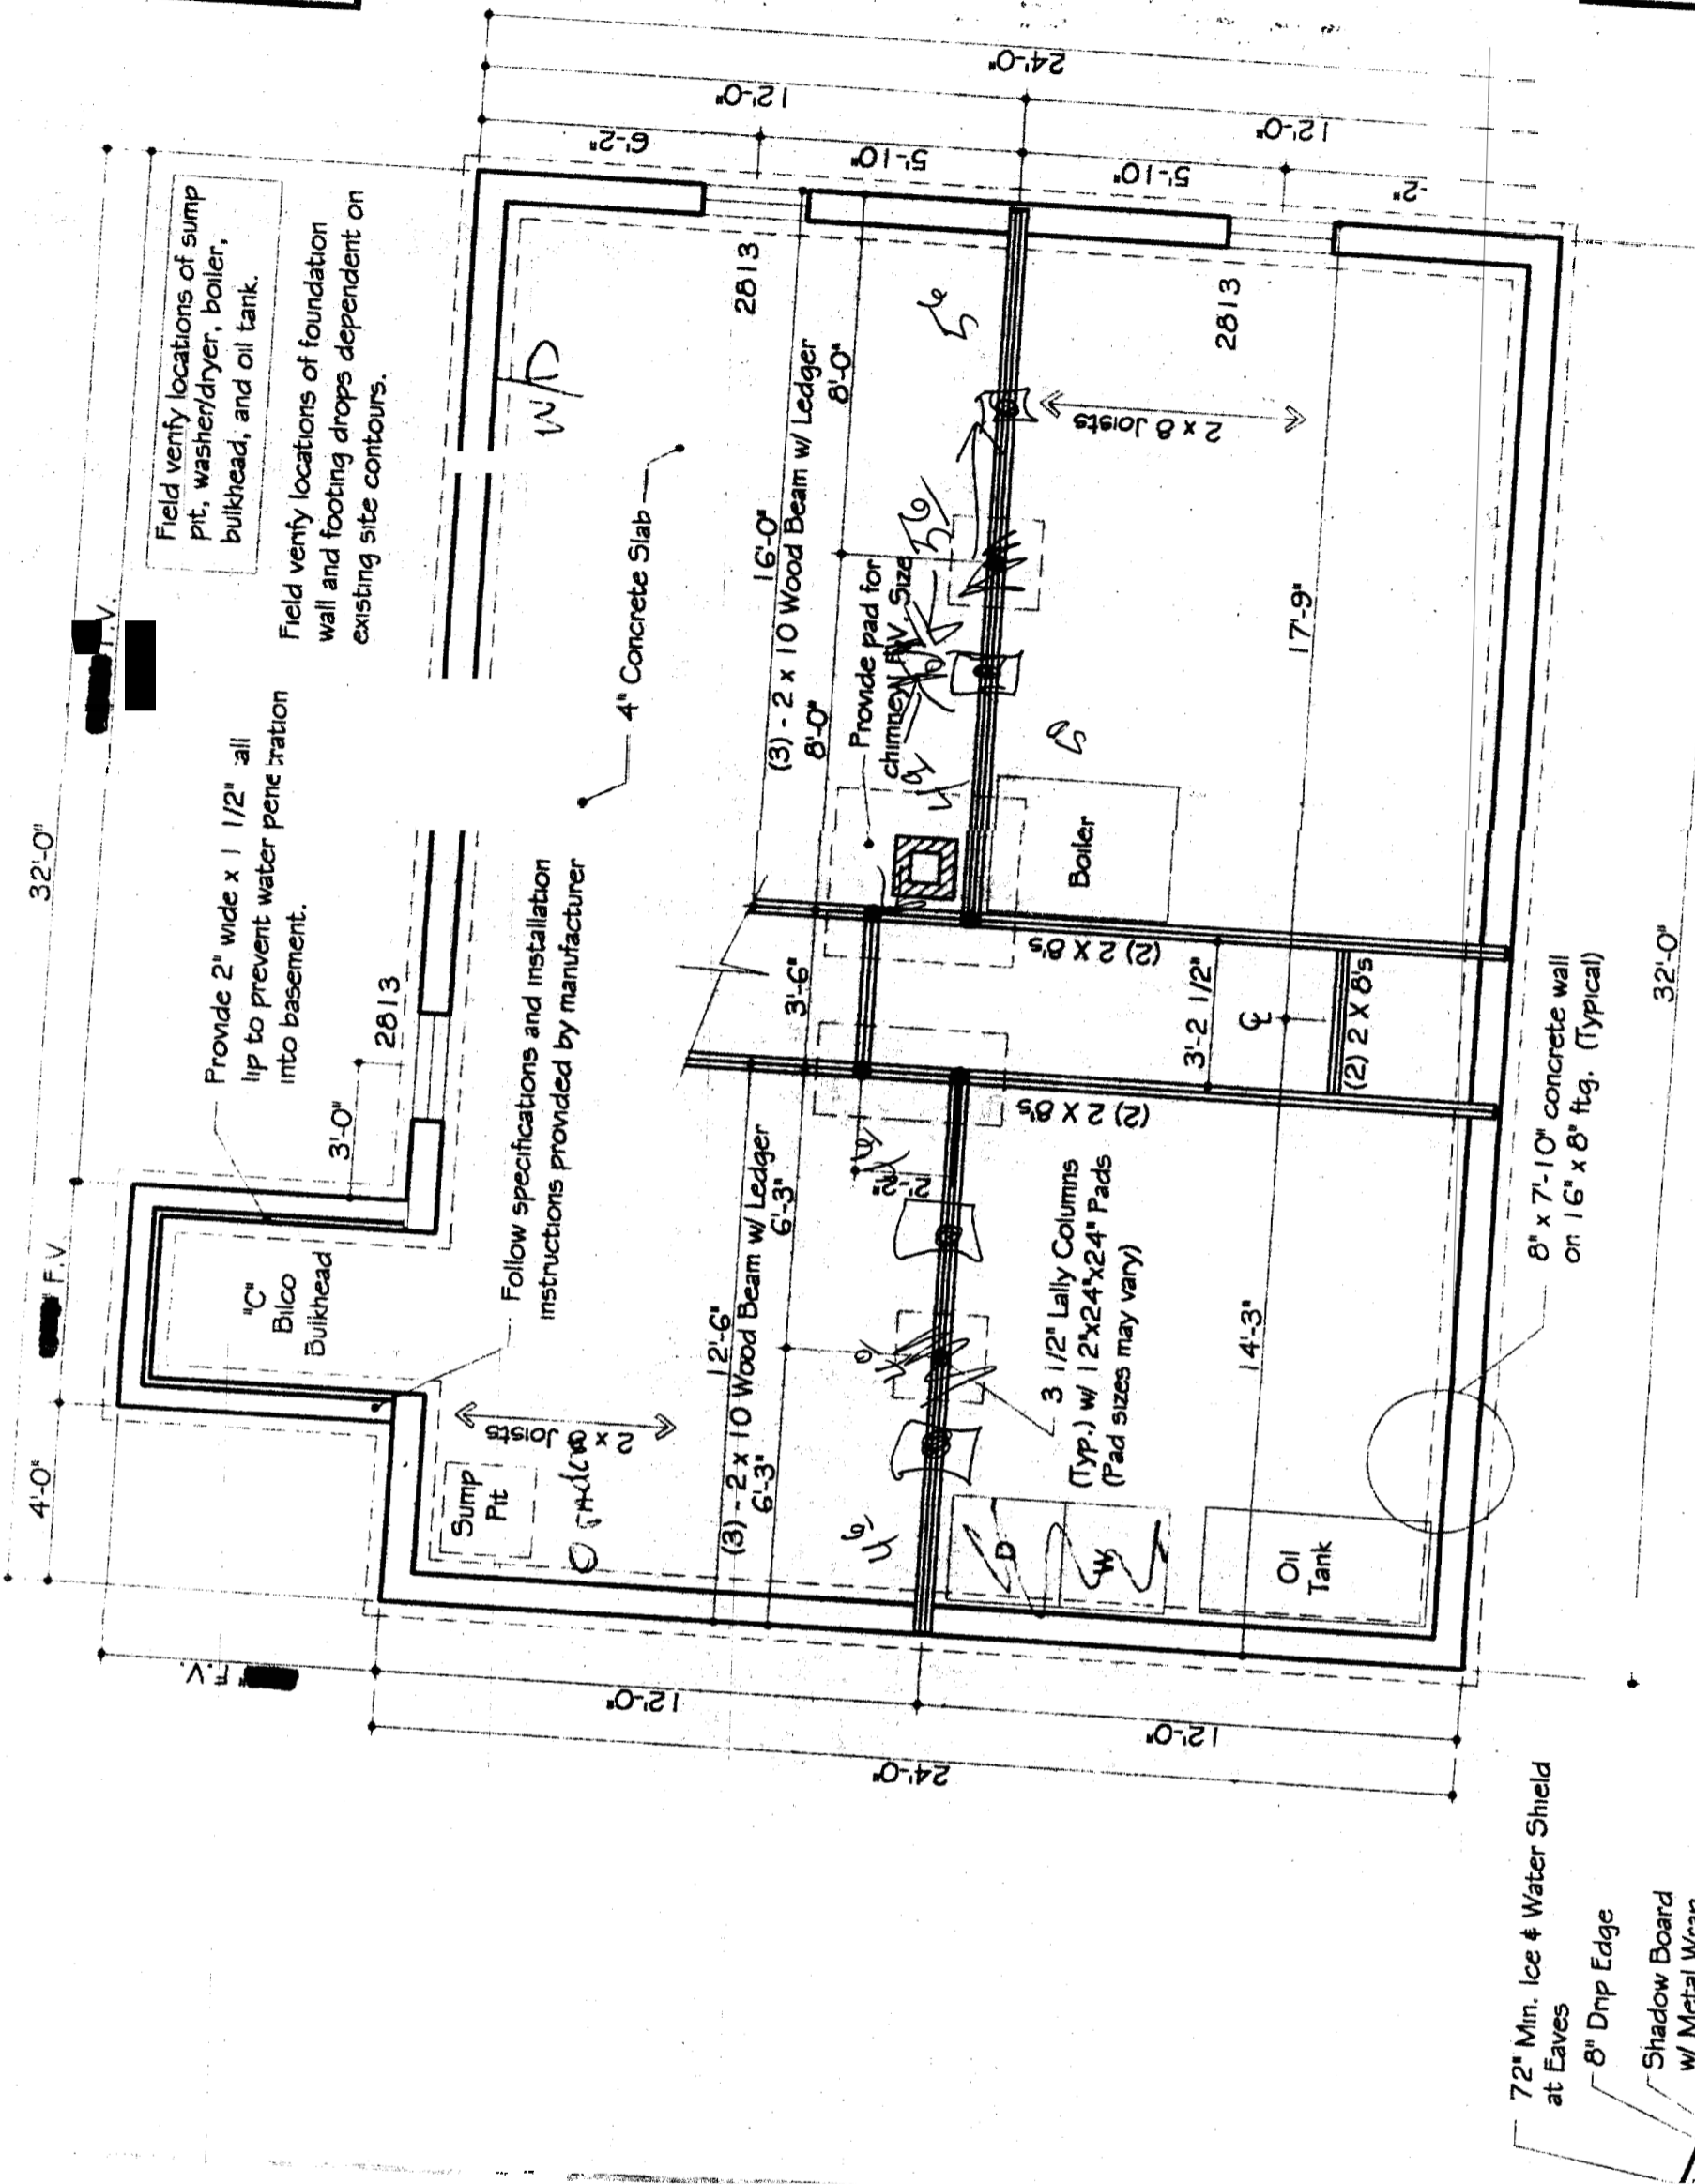 32'-0"
4'-0"
F.V.
F.V.
F.V.
Field verify locations of sump
pit, washer/dryer, boiler,
bulkhead, and oil tank.
Field verify locations of foundation
wall and footing drops dependent on
existing site contours.
Provide 2" wide x 1 1/2"
lip to prevent water
into basement.
3'-0"
2813
"C"
Bilco
Bulkhead
Follow specifications and installation
instructions provided by manufacturer
4" Concrete Slab
W/D
Sump
Pit
2 x 8
Joists
12'-6"
(3) - 2 x 10 Wood Beam w/ Ledger
6'-3"
6'-3"
3'-6"
16'-0"
(3) - 2 x 10 Wood Beam w/ Ledger
8'-0"
8'-0"
2813
Provide pad for
chimney F.V. Size
56
56
46
46
2 x 8 Joists
2813
Boiler
(2) 2 x 8's
(2) 2 x 8's
3'-2 1/2"
(2) 2 X 8's
3 1/2" Lally Columns
(Typ.) w/ 12"x24"x24" Pads
(Pad sizes may vary)
D
W
Oil
Tank
14'-3"
17'-9"
8" x 7'-10" concrete wall
on 16" x 8" ftg. (Typical)
32'-0"
24'-0"
12'-0"
12'-0"
6'-2"
5'-10"
5'-10"
12'-0"
12'-0"
24'-0"
72" Min. Ice & Water Shield
at Eaves
8" Drip Edge
Shadow Board
w/ Metal Wrap